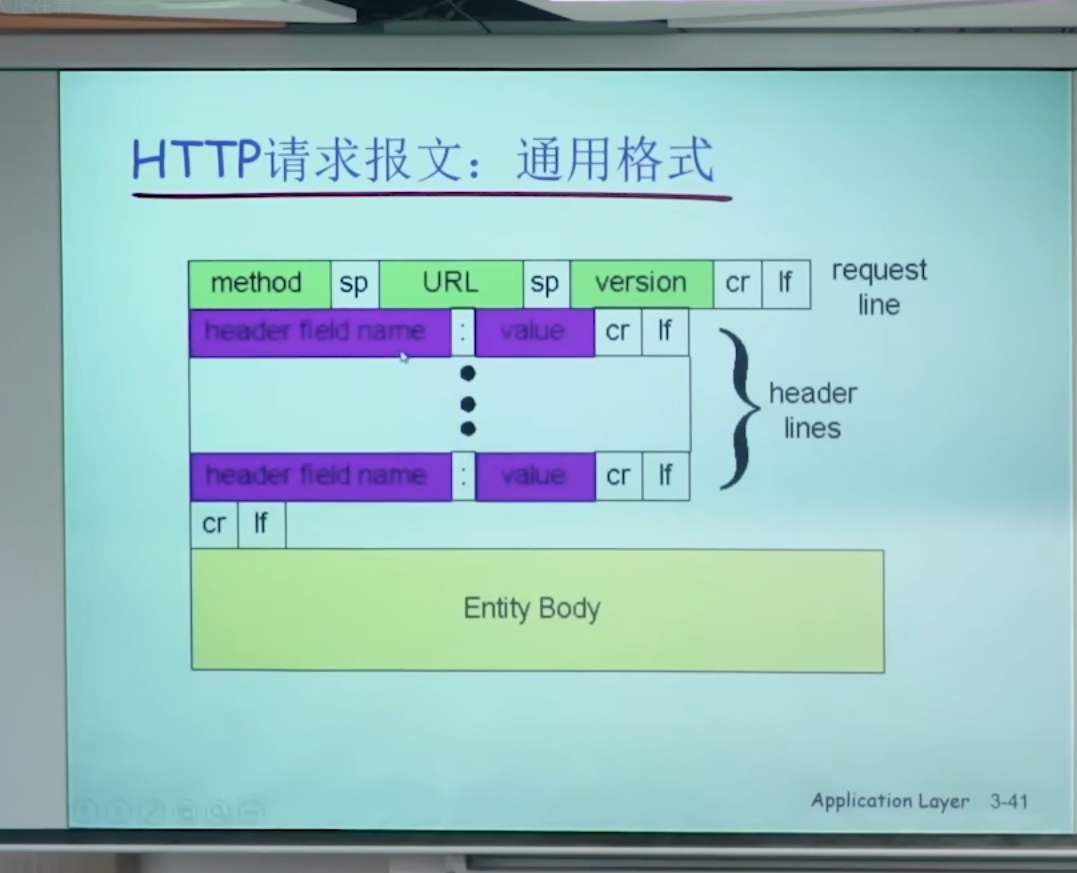 HTTP请求报文：通用格式
method sp URL sp version cr lf
request
line
header field name : value cr lf
header
lines
header field name : value cr lf
cr lf
Entity Body
Application Layer 3-41